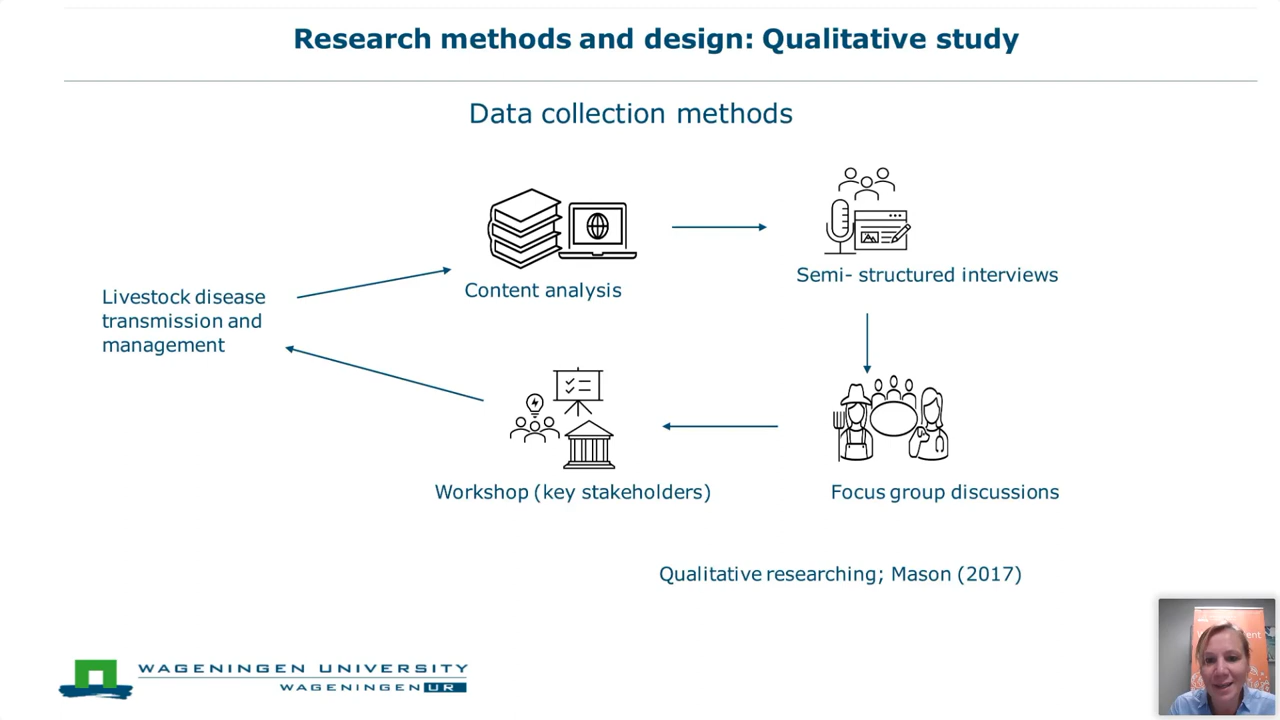 Research methods and design: Qualitative study
Data collection methods
Content analysis
Semi- structured interviews
Livestock disease
transmission and
management
Workshop (key stakeholders)
Focus group discussions
Qualitative researching; Mason (2017)
WAGENINGEN UNIVERSITY
WAGENINGEN UR